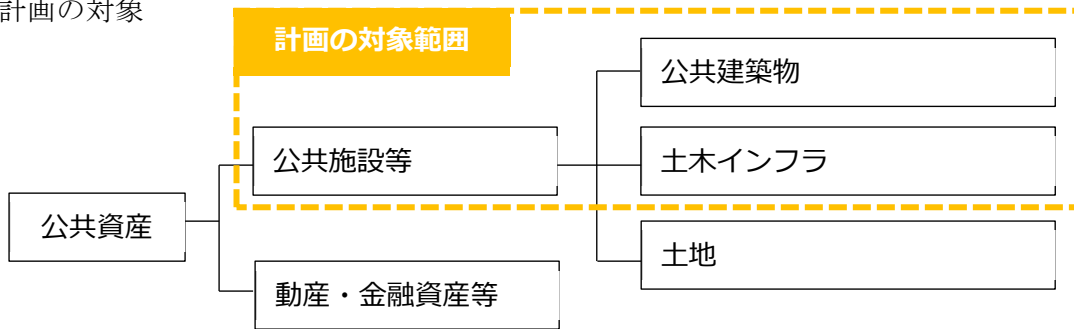 計画の対象
計画の対象範囲
公共建築物
公共施設等
土木インフラ
公共資産
土地
動産・金融資産等